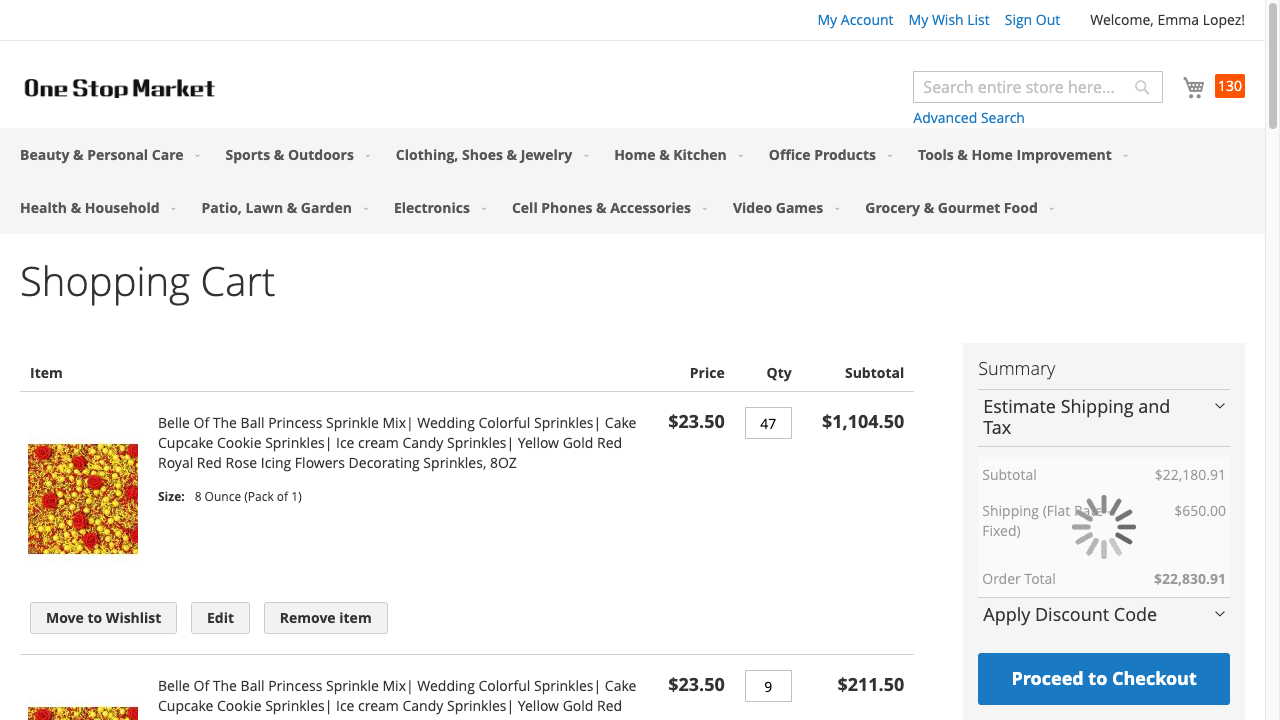 My Account My Wish List Sign Out Welcome, Emma Lopez!
One Stop Market
Search entire store here...
130
Advanced Search
Beauty & Personal Care Sports & Outdoors Clothing, Shoes & Jewelry Home & Kitchen Office Products Tools & Home Improvement
Health & Household Patio, Lawn & Garden Electronics Cell Phones & Accessories Video Games Grocery & Gourmet Food
Shopping Cart
Item Price Qty Subtotal
Belle Of The Ball Princess Sprinkle Mix| Wedding Colorful Sprinkles| Cake
Cupcake Cookie Sprinkles| Ice cream Candy Sprinkles| Yellow Gold Red
Royal Red Rose Icing Flowers Decorating Sprinkles, 8OZ
Size: 8 Ounce (Pack of 1)
$23.50 47 $1,104.50
Move to Wishlist Edit Remove item
Belle Of The Ball Princess Sprinkle Mix| Wedding Colorful Sprinkles| Cake
Cupcake Cookie Sprinkles| Ice cream Candy Sprinkles| Yellow Gold Red
$23.50 9 $211.50
Summary
Estimate Shipping and
Tax
Subtotal $22,180.91
Shipping (Flat Rate - $650.00
Fixed)
Order Total $22,830.91
Apply Discount Code
Proceed to Checkout